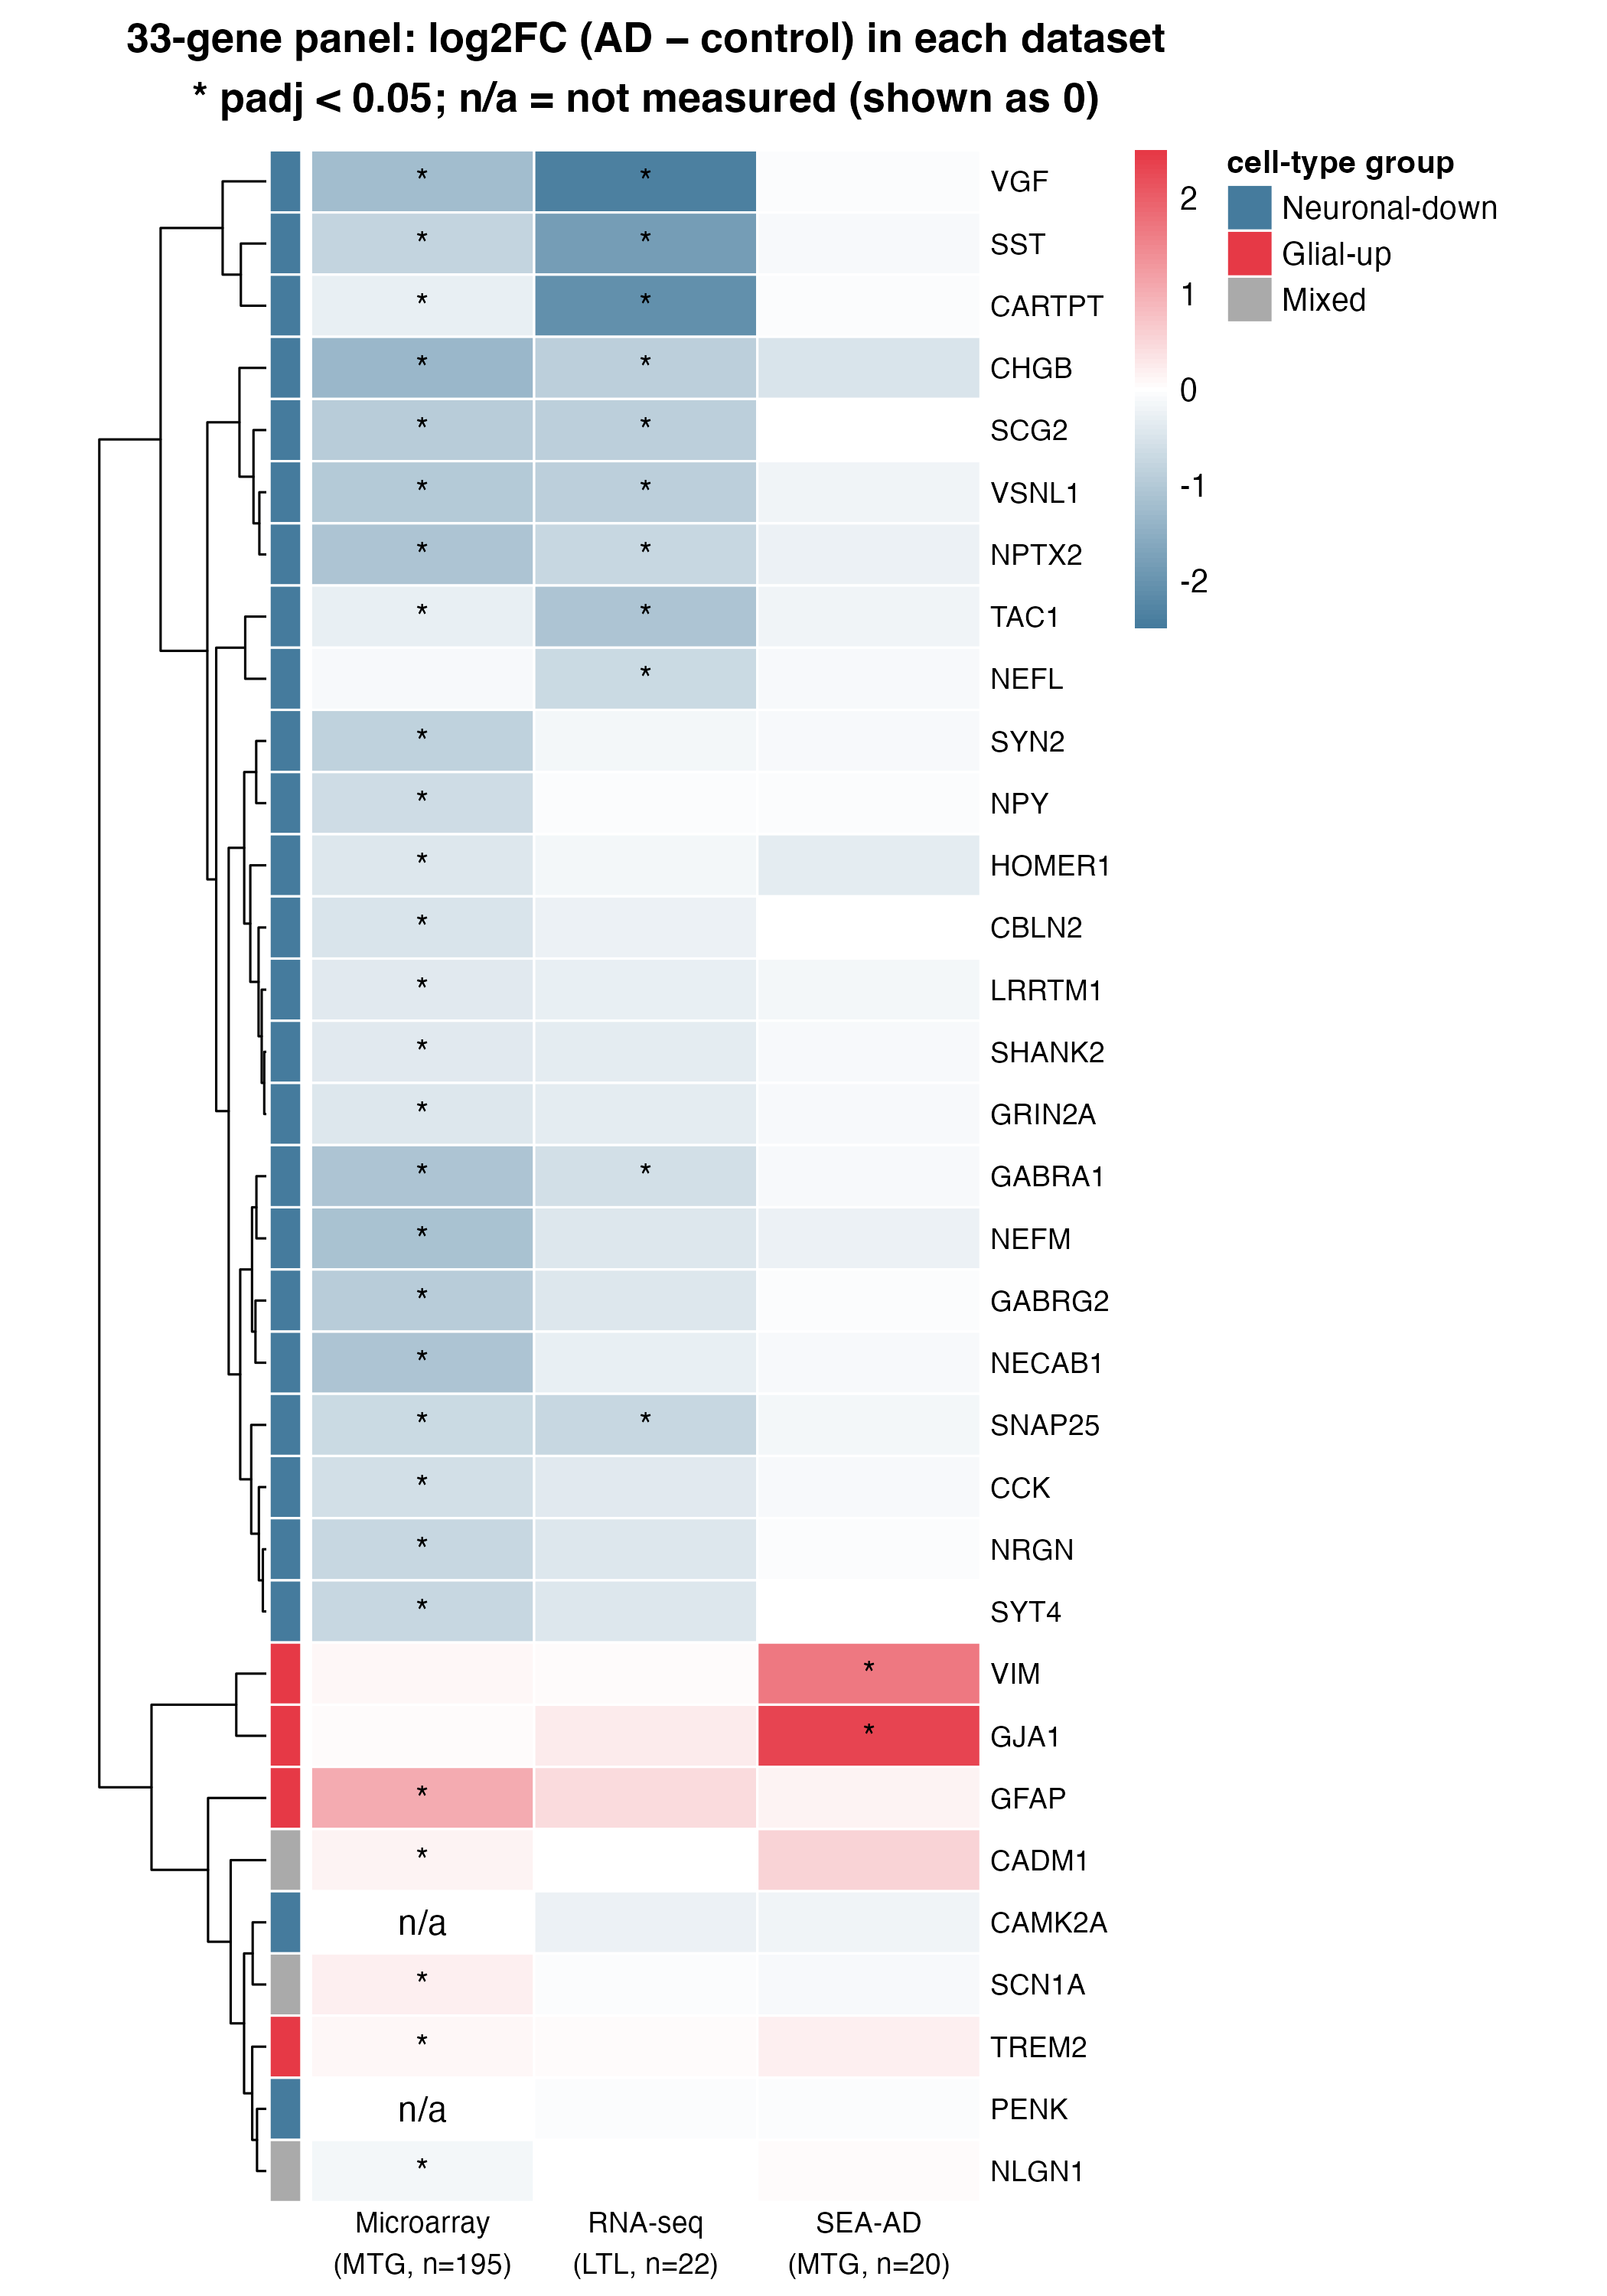 33-gene panel: log2FC (AD – control) in each dataset
* padj < 0.05; n/a = not measured (shown as 0)
cell-type group
Neuronal-down
Glial-up
Mixed
2
1
0
-1
-2
* * VGF
* * SST
* * CARTPT
* * CHGB
* * SCG2
* * VSNL1
* * NPTX2
* * TAC1
* NEFL
* SYN2
* NPY
* HOMER1
* CBLN2
* LRRTM1
* SHANK2
* GRIN2A
* * GABRA1
* NEFM
* GABRG2
* NECAB1
* * SNAP25
* CCK
* NRGN
* SYT4
* VIM
* GJA1
* GFAP
* CADM1
n/a CAMK2A
* SCN1A
* TREM2
n/a PENK
* NLGN1
Microarray RNA-seq SEA-AD
(MTG, n=195) (LTL, n=22) (MTG, n=20)